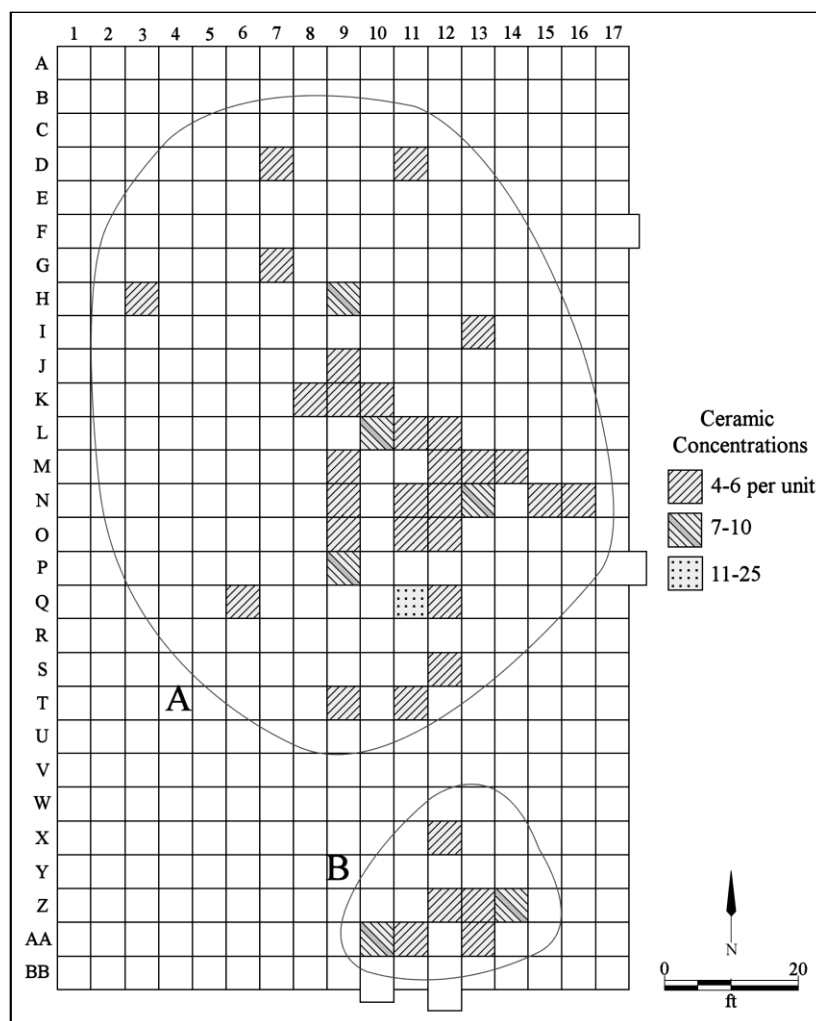 1 2 3 4 5 6 7 8 9 10 11 12 13 14 15 16 17
A
B
C
D
E
F
G
H
I
J
K
L
M
N
O
P
Q
R
S
T
U
V
W
X
Y
Z
AA
BB
A
B
Ceramic
Concentrations
4-6 per unit
7-10
11-25
N
0 20
ft